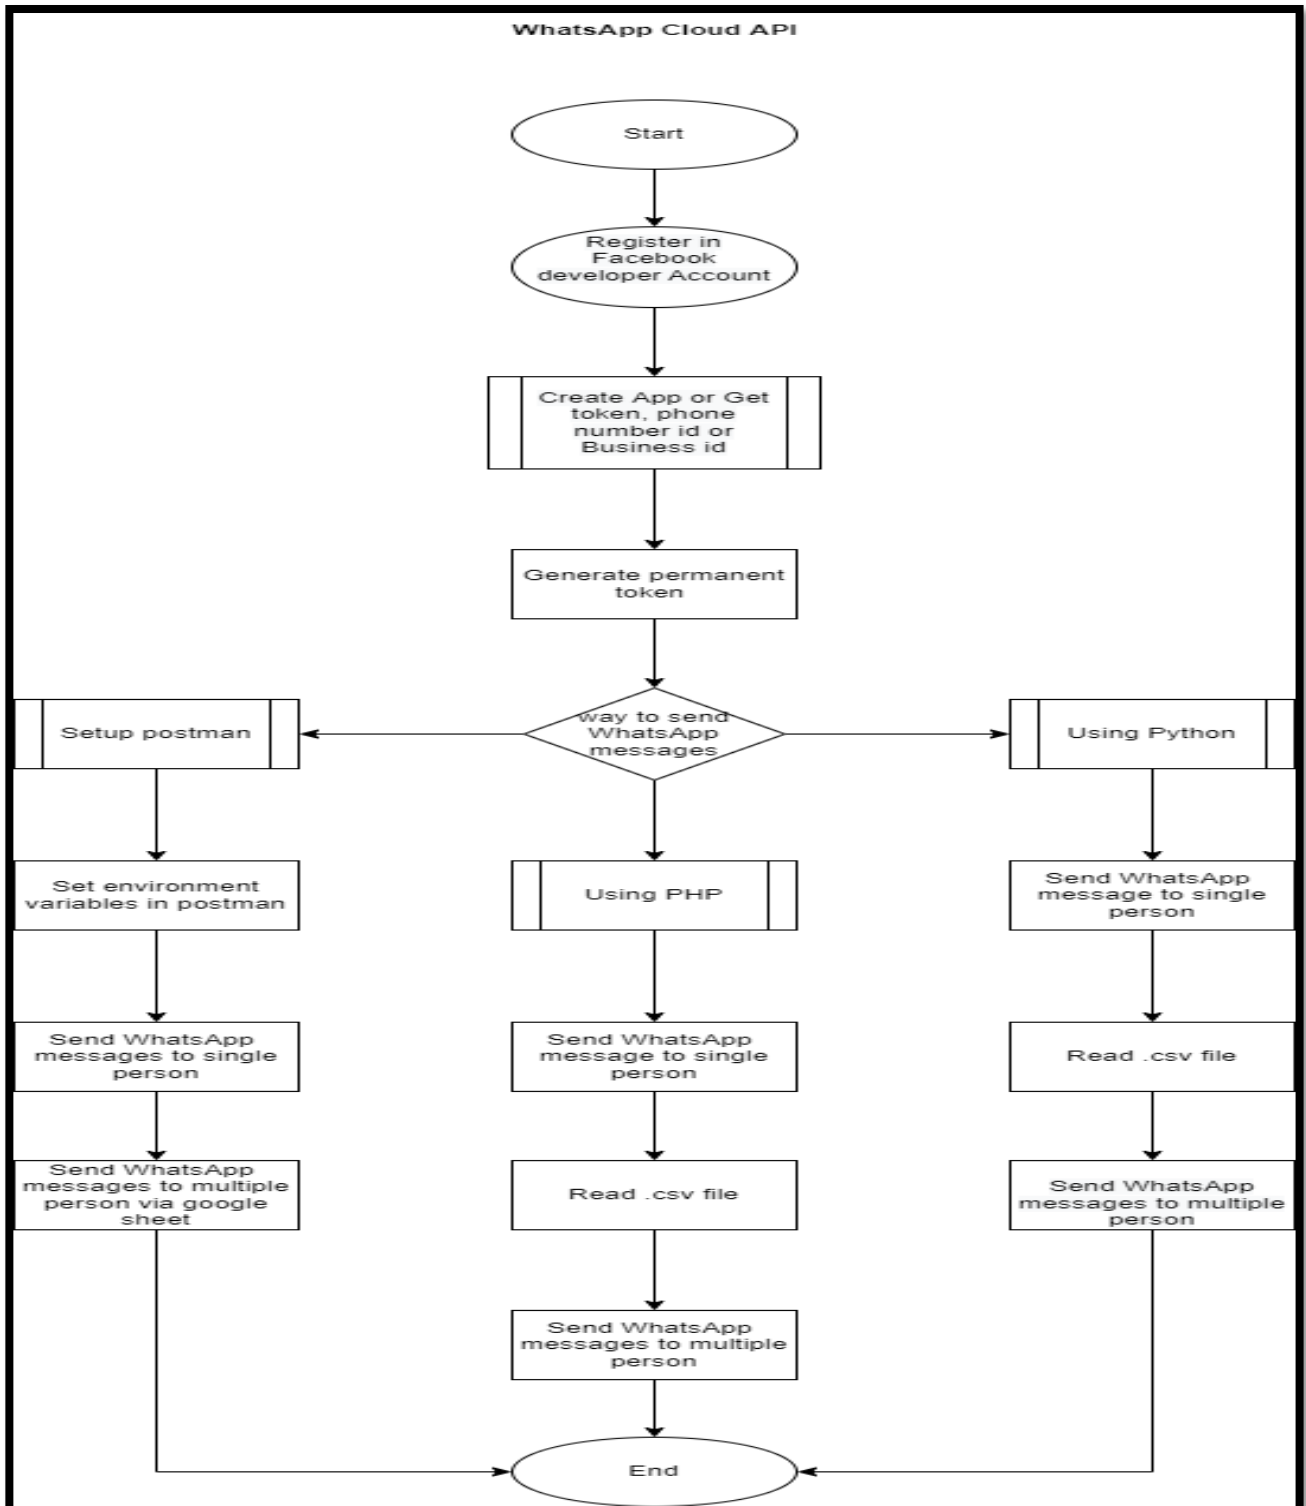 WhatsApp Cloud API
Start
Register in
Facebook
developer Account
Create App or Get
token, phone
number id or
Business id
Generate permanent
token
way to send
WhatsApp
messages
Setup postman
Using Python
Set environment
variables in postman
Using PHP
Send WhatsApp
message to single
person
Send WhatsApp
messages to single
person
Send WhatsApp
message to single
person
Read .csv file
Send WhatsApp
messages to multiple
person via google
sheet
Read .csv file
Send WhatsApp
messages to multiple
person
Send WhatsApp
messages to multiple
person
End